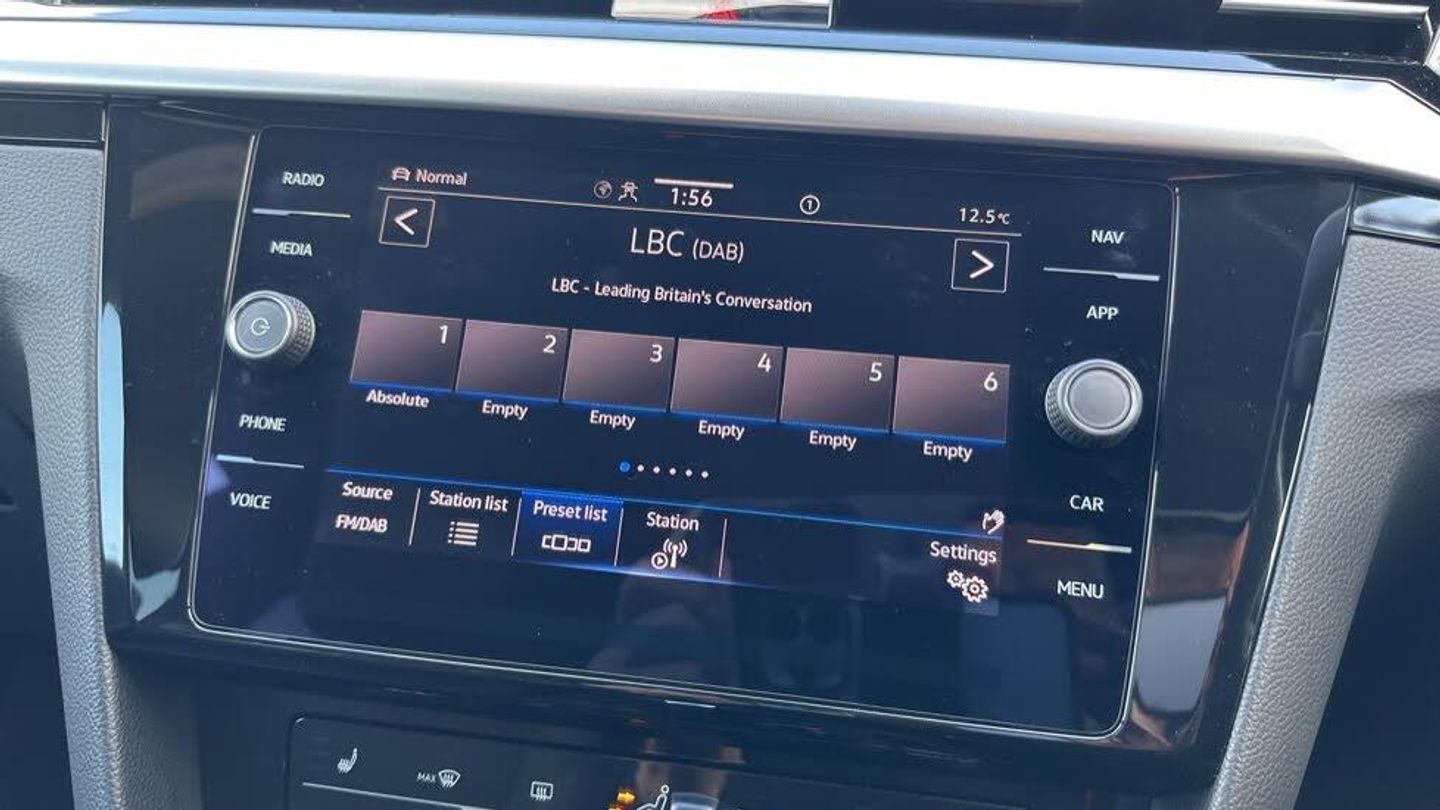 RADIO
MEDIA
PHONE
VOICE
Normal
1:56
1
12.5°C
LBC (DAB)
LBC - Leading Britain's Conversation
1 2 3 4 5 6
Absolute Empty Empty Empty Empty Empty
Source Station list Preset list Station Settings
FM/DAB
NAV
APP
CAR
MENU
MAX